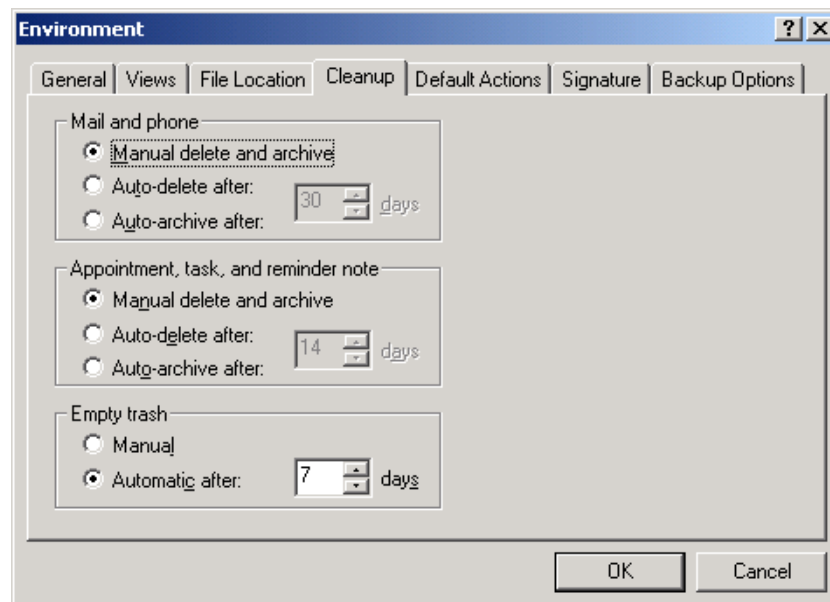 Environment
General Views File Location Cleanup Default Actions Signature Backup Options
Mail and phone
Manual delete and archive
Auto-delete after:
30 days
Auto-archive after:
Appointment, task, and reminder note
Manual delete and archive
Auto-delete after:
14 days
Auto-archive after:
Empty trash
Manual
Automatic after: 7 days
OK Cancel